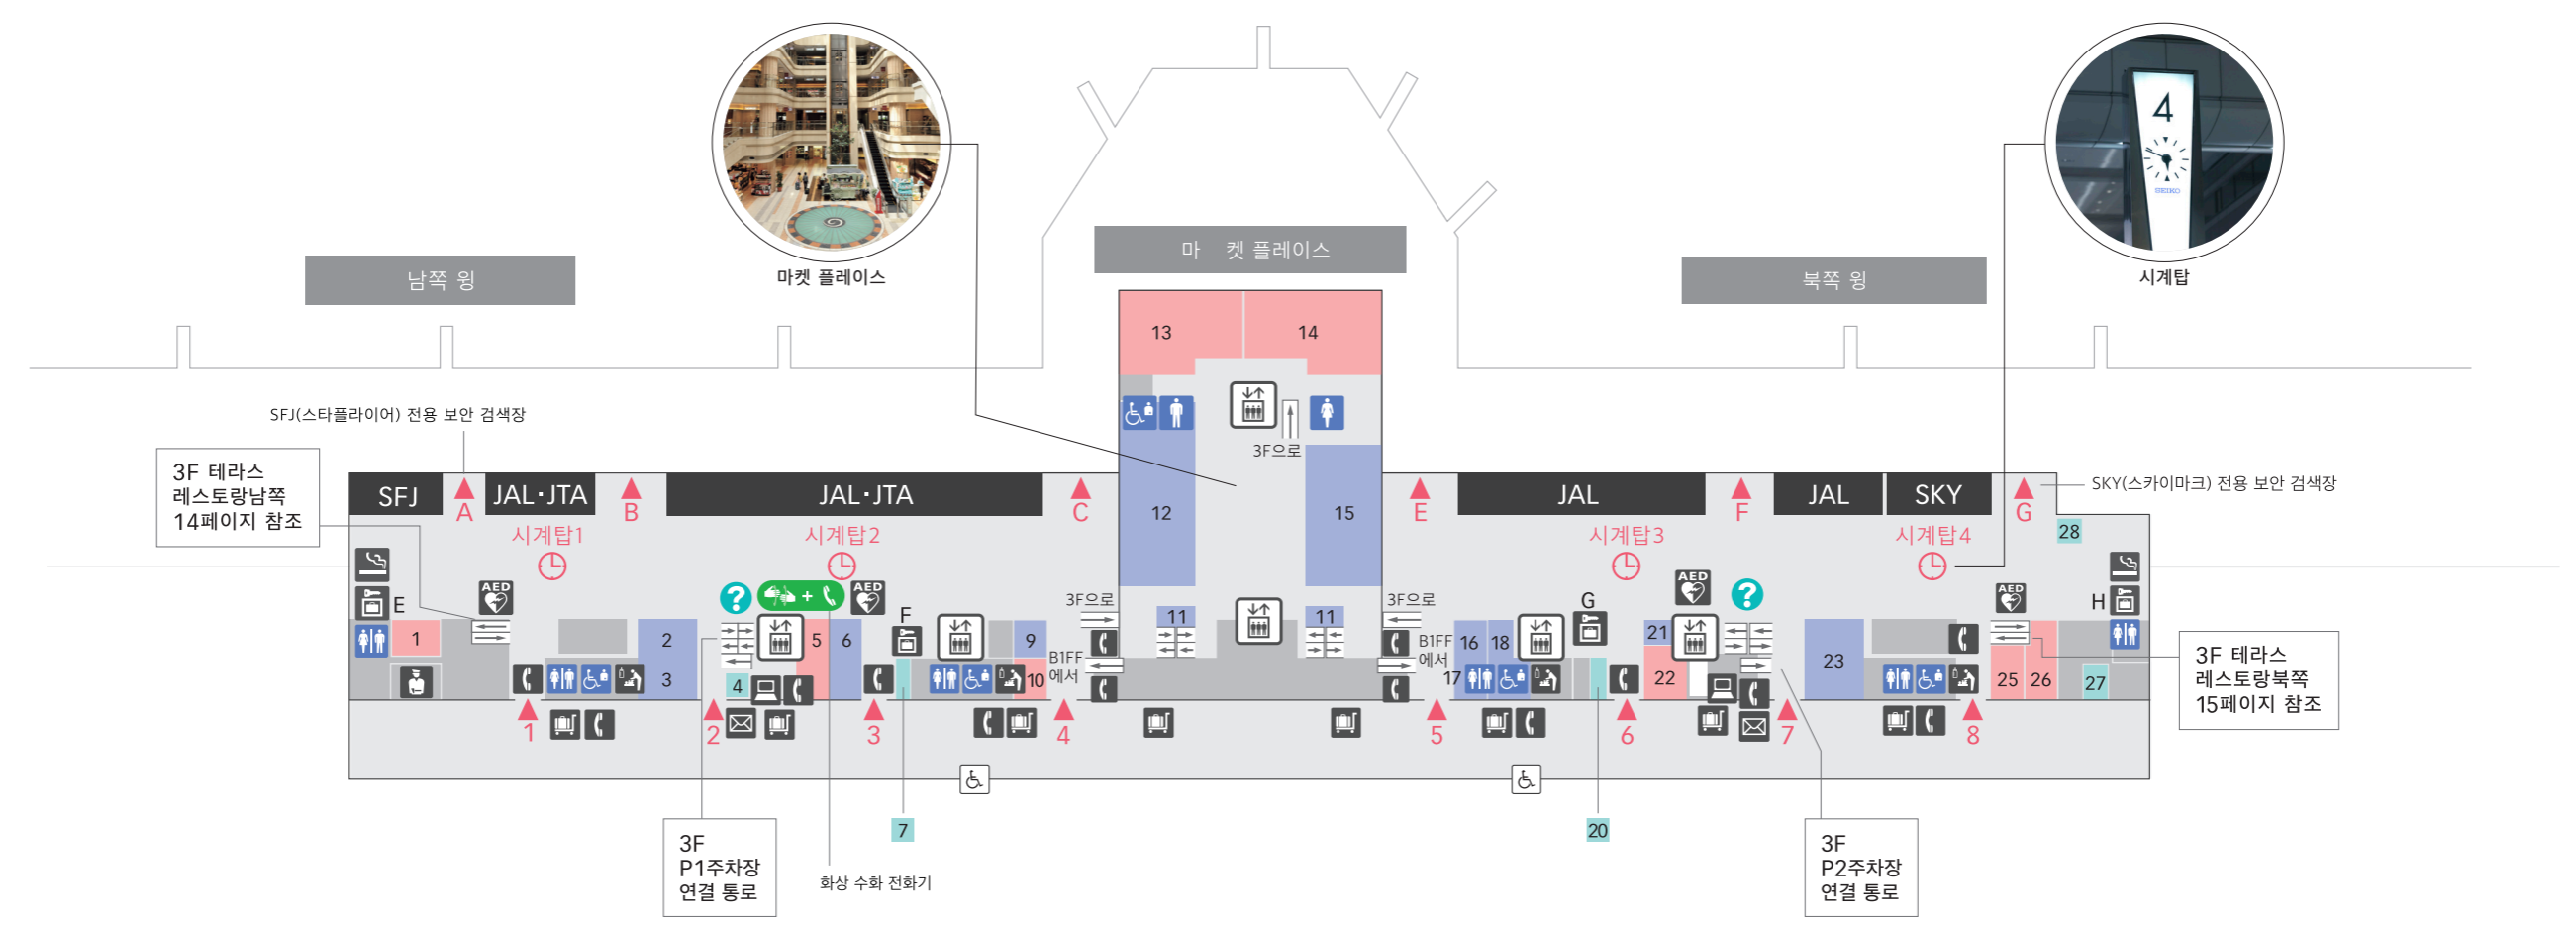 4
SEIKO
마켓 플레이스
시계탑
남쪽 윙
마 켓 플레이스
북쪽 윙
13
14
3F으로
12
15
SFJ(스타플라이어) 전용 보안 검색장
3F 테라스
레스토랑남쪽
14페이지 참조
SFJ
A
JAL·JTA
B
JAL·JTA
C
E
JAL
F
JAL
SKY
G
SKY(스카이마크) 전용 보안 검색장
28
시계탑1
시계탑2
시계탑3
시계탑4
AED
AED
AED
AED
E
F
G
H
3F으로
3F으로
11
11
B1FF
에서
B1FF
에서
1
2
3
4
5
6
9
10
16
18
17
21
22
23
25
26
27
1
2
3
4
5
6
7
8
3F 테라스
레스토랑북쪽
15페이지 참조
7
20
3F
P1주차장
연결 통로
화상 수화 전화기
3F
P2주차장
연결 통로